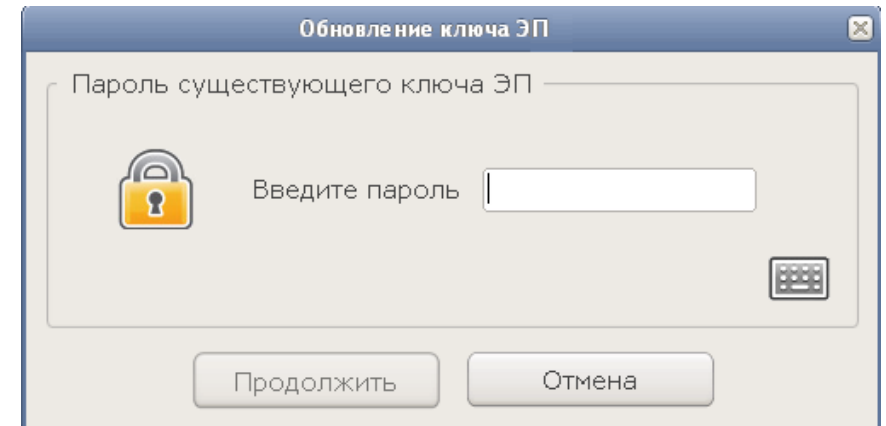 Обновление ключа ЭП
Пароль существующего ключа ЭП
Введите пароль
Продолжить
Отмена